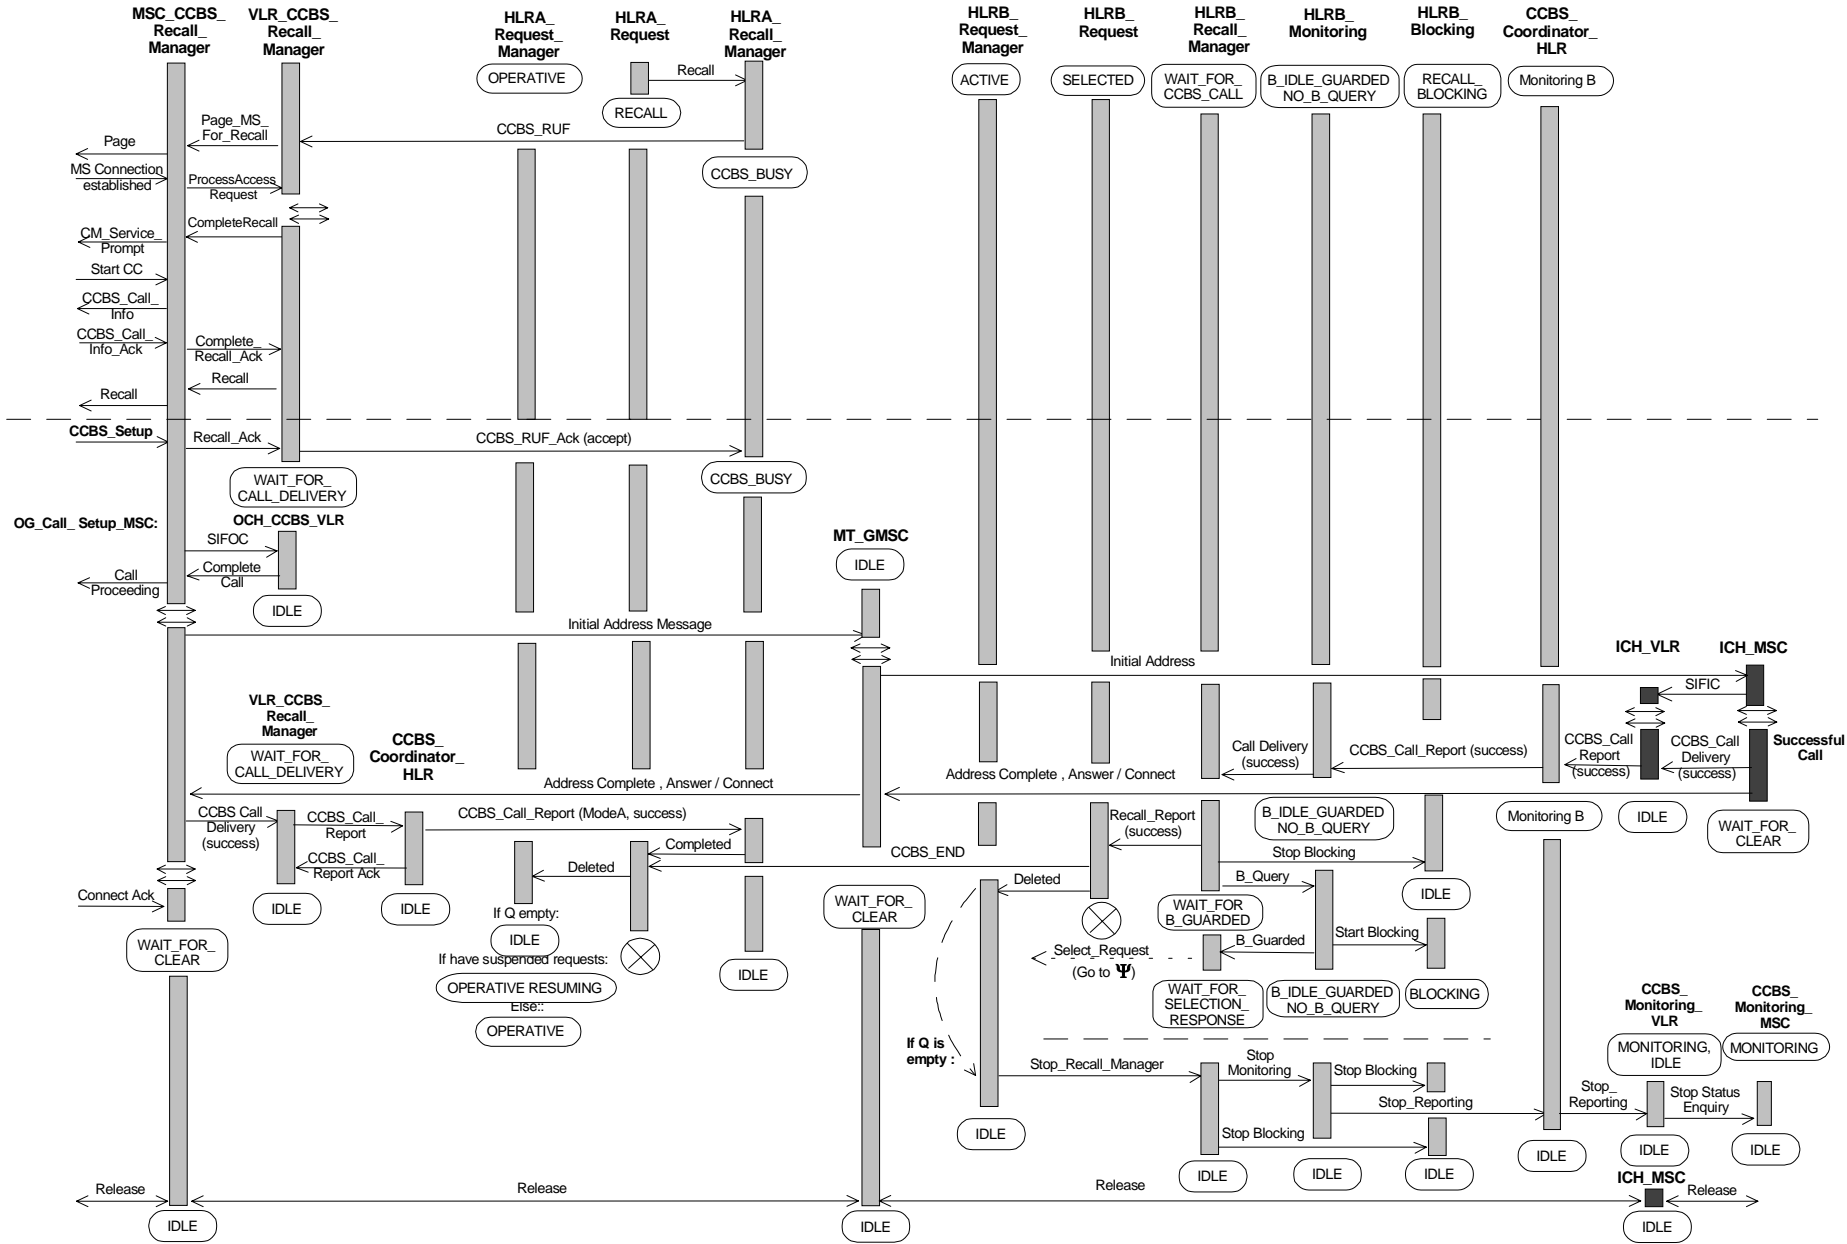 MSC_CCBS_
Recall_
Manager
VLR_CCBS_
Recall_
Manager
HLRA_
Request_
Manager
HLRA_
Request
HLRA_
Recall_
Manager
HLRB_
Request_
Manager
HLRB_
Request
HLRB_
Recall_
Manager
HLRB_
Monitoring
HLRB_
Blocking
CCBS_
Coordinator_
HLR
OPERATIVE
Recall
RECALL
ACTIVE
SELECTED
WAIT_FOR_
CCBS_CALL
B_IDLE_GUARDED
NO_B_QUERY
RECALL_
BLOCKING
Monitoring B
Page_MS_
For_Recall
CCBS_RUF
Page
MS Connection
established
ProcessAccess
Request
CCBS_BUSY
CompleteRecall
CM_Service_
Prompt
Start CC
CCBS_Call_
Info
CCBS_Call_
Info_Ack
Complete_
Recall_Ack
Recall
Recall
CCBS_Setup
Recall_Ack
CCBS_RUF_Ack (accept)
WAIT_FOR_
CALL_DELIVERY
CCBS_BUSY
OG_Call_ Setup_MSC:
OCH_CCBS_VLR
SIFOC
Complete
Call
Call
Proceeding
IDLE
MT_GMSC
IDLE
Initial Address Message
Initial Address
ICH_VLR
ICH_MSC
SIFIC
VLR_CCBS_
Recall_
Manager
WAIT_FOR_
CALL_DELIVERY
CCBS_
Coordinator_
HLR
Call Delivery
(success)
CCBS_Call_Report (success)
CCBS_Call
Report
(success)
CCBS_Call
Delivery
(success)
Successful
Call
Address Complete , Answer / Connect
Address Complete , Answer / Connect
CCBS Call
Delivery
(success)
CCBS_Call_
Report
CCBS_Call_
Report Ack
CCBS_Call_Report (ModeA, success)
Completed
Deleted
CCBS_END
Recall_Report
(success)
B_IDLE_GUARDED
NO_B_QUERY
Stop Blocking
Monitoring B
IDLE
WAIT_FOR_
CLEAR
Connect Ack
IDLE
IDLE
Deleted
B_Query
IDLE
WAIT_FOR_
CLEAR
WAIT_FOR_
CLEAR
If Q empty:
IDLE
If have suspended requests:
OPERATIVE RESUMING
Else::
OPERATIVE
IDLE
WAIT_FOR
B_GUARDED
B_Guarded
Start Blocking
Select_Request
(Go to Ψ)
WAIT_FOR_
SELECTION_
RESPONSE
B_IDLE_GUARDED
NO_B_QUERY
BLOCKING
CCBS_
Monitoring_
VLR
CCBS_
Monitoring_
MSC
MONITORING,
IDLE
MONITORING
If Q is
empty :
Stop_Recall_Manager
Stop
Monitoring
Stop Blocking
Stop_Reporting
Stop_
Reporting
Stop Status
Enquiry
Stop Blocking
IDLE
IDLE
IDLE
IDLE
IDLE
IDLE
IDLE
ICH_MSC
Release
Release
Release
Release
IDLE
IDLE
IDLE